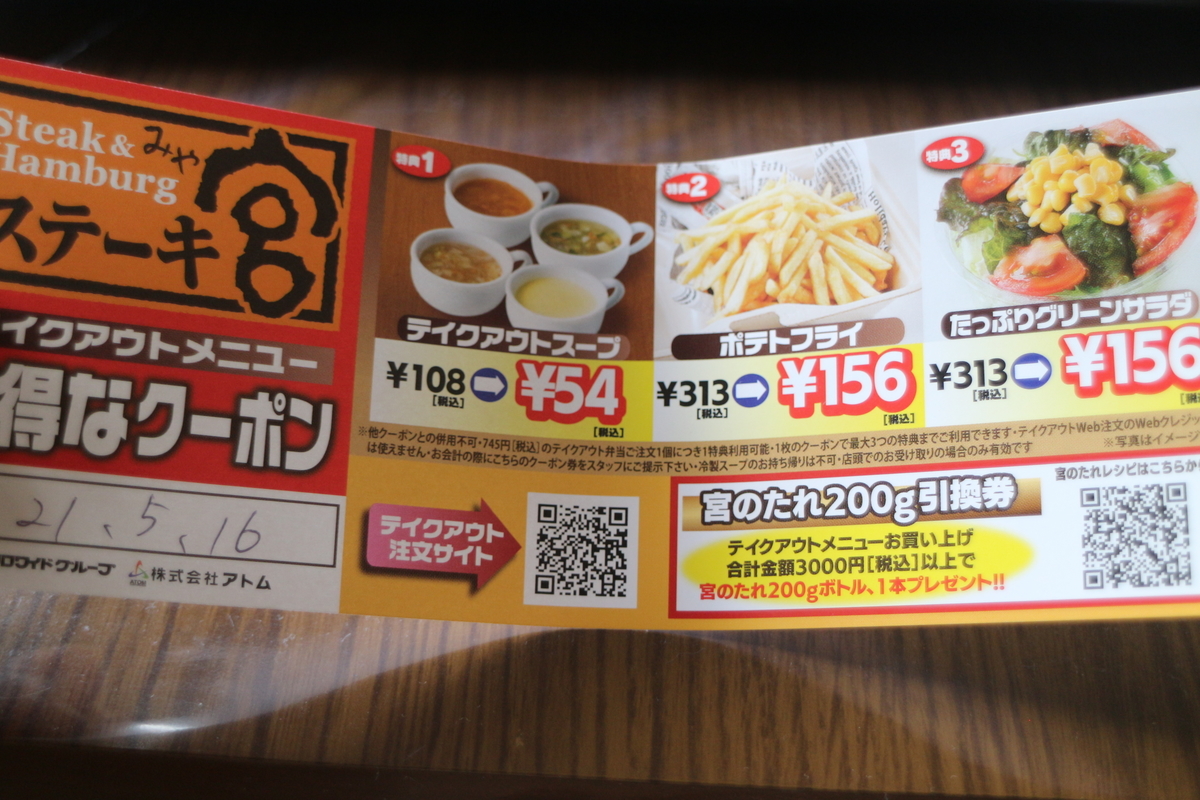 Steak &
Hamburg
みや
ステーキ宮
イクアウトメニュー
得なクーポン
21、5、16
ロワイドグループ
株式会社アトム
特典1
テイクアウトスープ
¥108
[税込]
¥54
[税込]
特典2
ポテトフライ
¥313
[税込]
¥156
[税込]
特典3
たっぷりグリーンサラダ
¥313
[税込]
¥156
※他クーポンとの併用不可・745円[税込]のテイクアウト弁当ご注文1個につき1特典利用可能・1枚のクーポンで最大3つの特典までご利用できます・テイクアウトWeb注文のWebクレジッ
は使えません・お会計の際にこちらのクーポン券をスタッフにご提示下さい・冷製スープのお持ち帰りは不可・店頭でのお受け取りの場合のみ有効です
※写真はイメージ
テイクアウト
注文サイト
宮のたれ200g引換券
テイクアウトメニューお買い上げ
合計金額3000円[税込]以上で
宮のたれ200gボトル、1本プレゼント!!
宮のたれレシピはこちらか